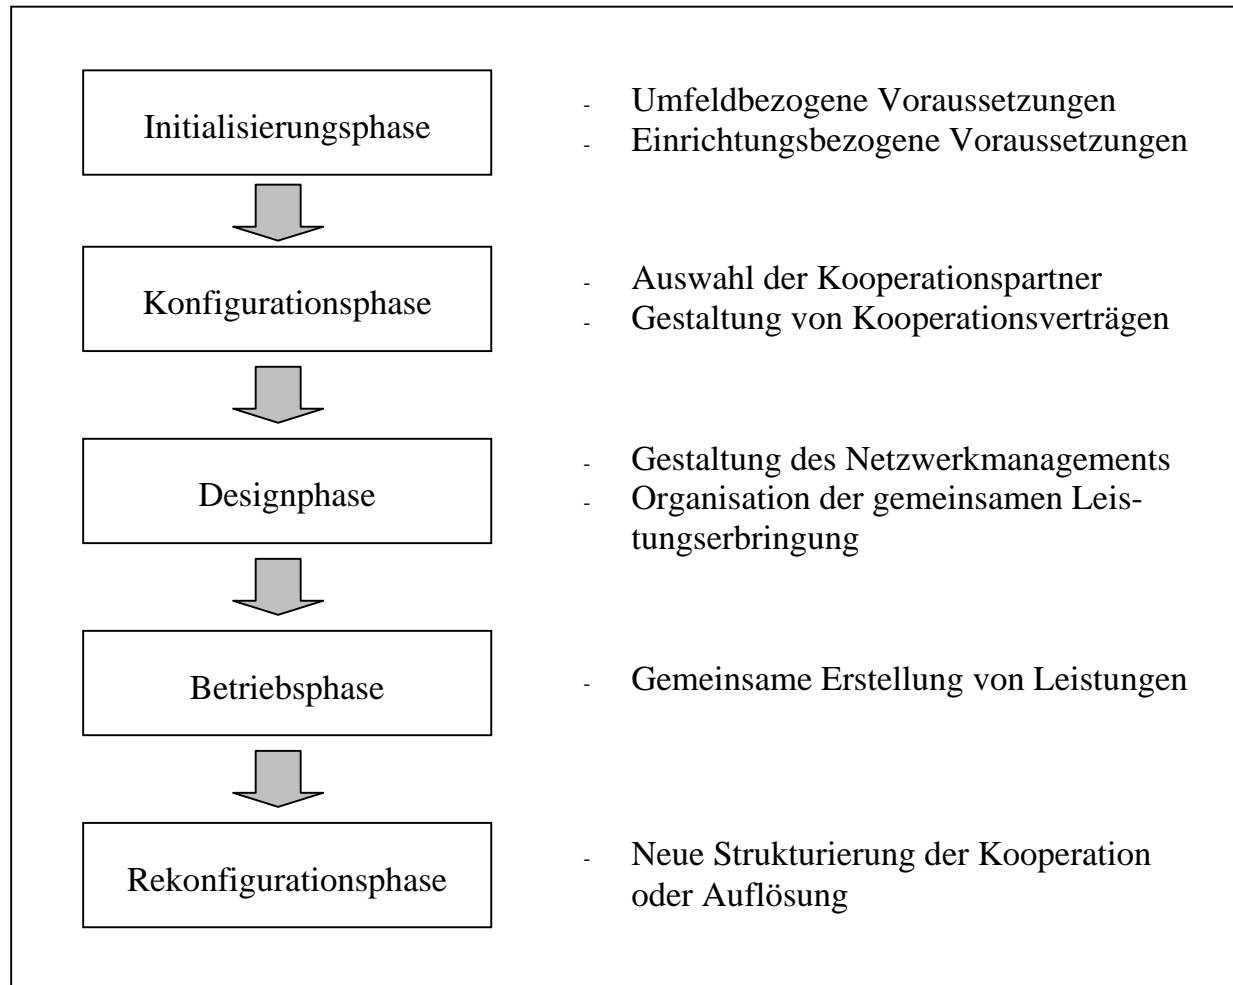 Initialisierungsphase
- Umfeldbezogene Voraussetzungen
- Einrichtungsbezogene Voraussetzungen
Konfigurationsphase
- Auswahl der Kooperationspartner
- Gestaltung von Kooperationsverträgen
Designphase
- Gestaltung des Netzwerkmanagements
- Organisation der gemeinsamen Leis-
tungserbringung
Betriebsphase
- Gemeinsame Erstellung von Leistungen
Rekonfigurationsphase
- Neue Strukturierung der Kooperation
oder Auflösung